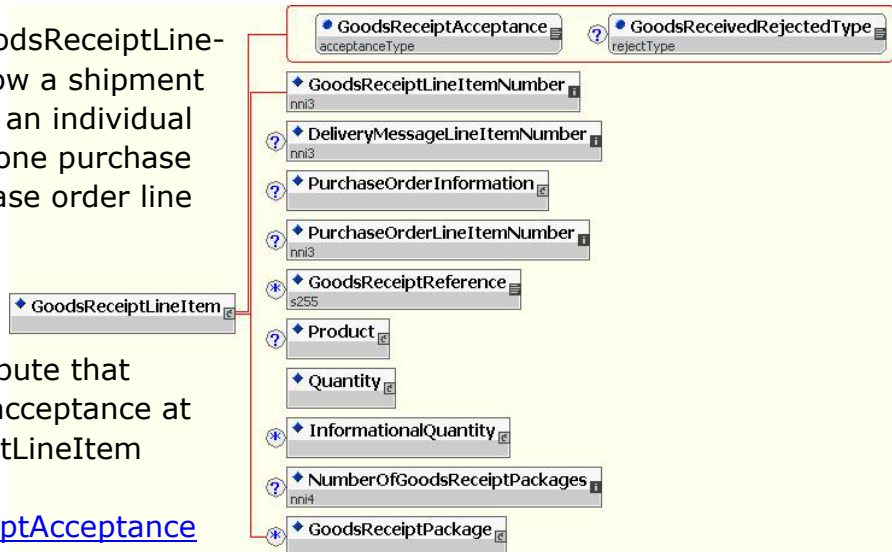 odsReceiptLine-
ow a shipment
an individual
one purchase
ase order line
bute that
acceptance at
tLineItem
ptAcceptance
GoodsReceiptLineItem
GoodsReceiptAcceptance
acceptanceType
? GoodsReceivedRejectedType
rejectType
GoodsReceiptLineItemNumber
nni3
? DeliveryMessageLineItemNumber
nni3
? PurchaseOrderInformation
? PurchaseOrderLineItemNumber
nni3
* GoodsReceiptReference
s255
? Product
Quantity
* InformationalQuantity
? NumberOfGoodsReceiptPackages
nni4
* GoodsReceiptPackage